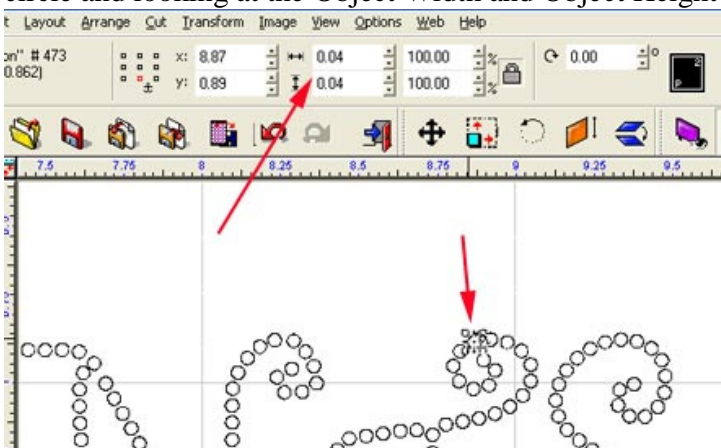 circle and looking at the Object Width and Object Height
t Layout Arrange Cut Transform Image View Options Web Help
on" # 473 x: 8.87 0.04 100.00 % 0.00 °
0.862) y: 0.89 0.04 100.00 % P 2
7.5 7.75 8 8.25 8.5 8.75 9 9.25 9.5